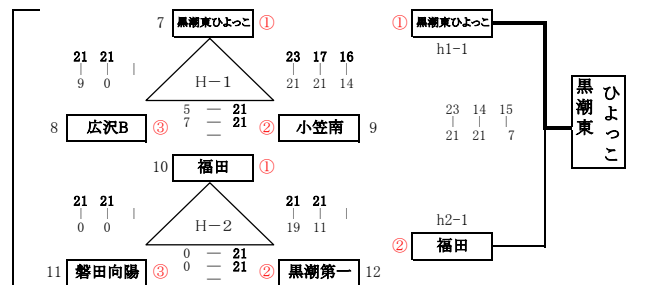 7 黒潮東ひよっこ ①
① 黒潮東ひよっこ
h1-1
21 21
| | |
9 0
H－1
23 17 16
| | |
21 21 14
5 — 21
7 — 21
—
8 広沢B ③
② 小笠南 9
23 14 15
| | |
21 21 7
黒潮東
ひよっこ
10 福田 ①
21 21
| | |
0 0
H－2
21 21
| | |
19 11
0 — 21
0 — 21
—
h2-1
② 福田
11 磐田向陽 ③
② 黒潮第一 12